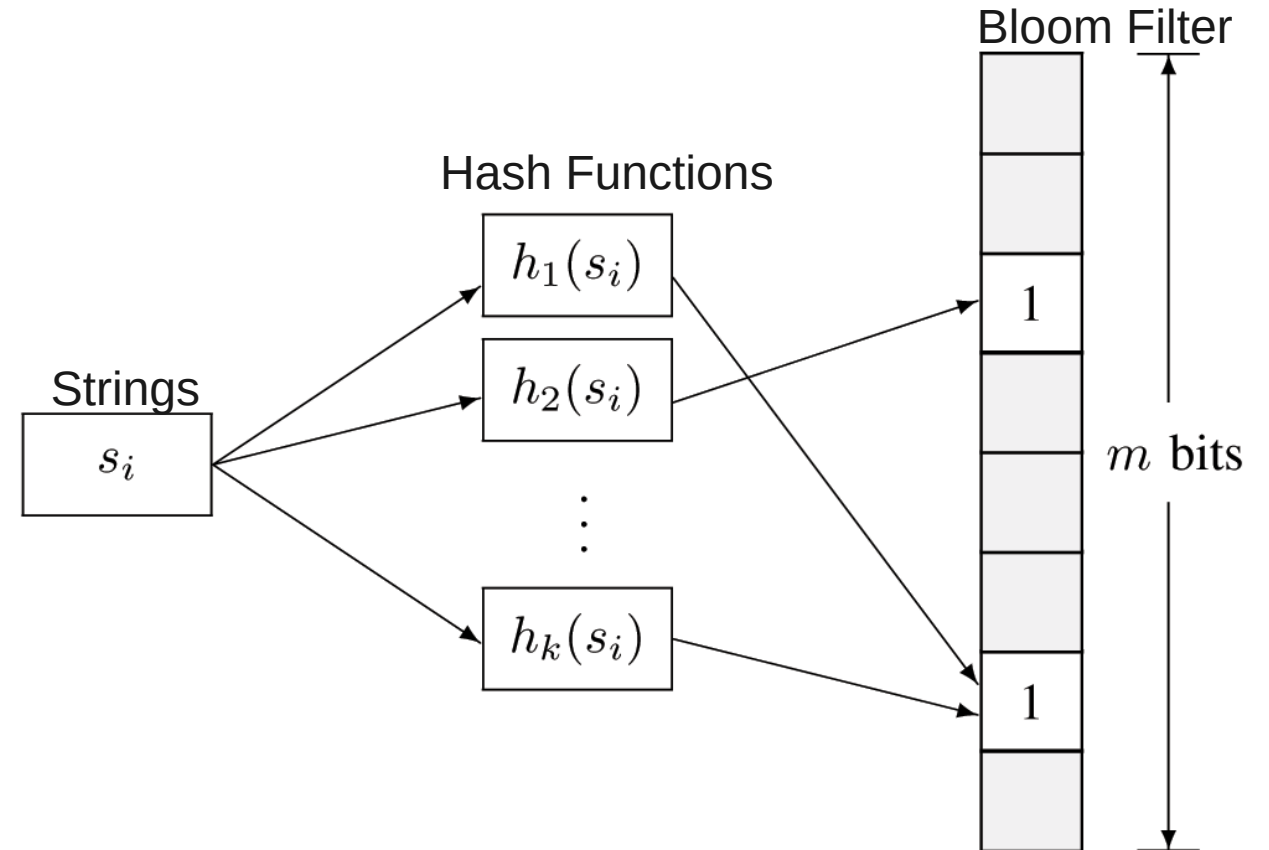 Bloom Filter
Hash Functions
h₁(sᵢ)
1
h₂(sᵢ)
Strings
sᵢ
m bits
⋮
hₖ(sᵢ)
1